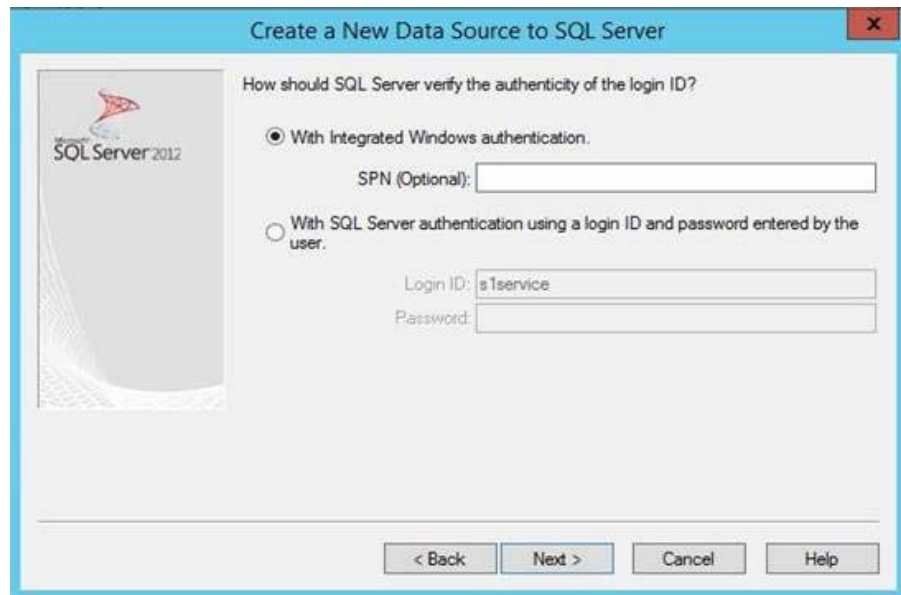 Create a New Data Source to SQL Server
x
How should SQL Server verify the authenticity of the login ID?
Microsoft
SQL Server 2012
With Integrated Windows authentication.
SPN (Optional):
With SQL Server authentication using a login ID and password entered by the
user.
Login ID: s1service
Password:
< Back Next > Cancel Help